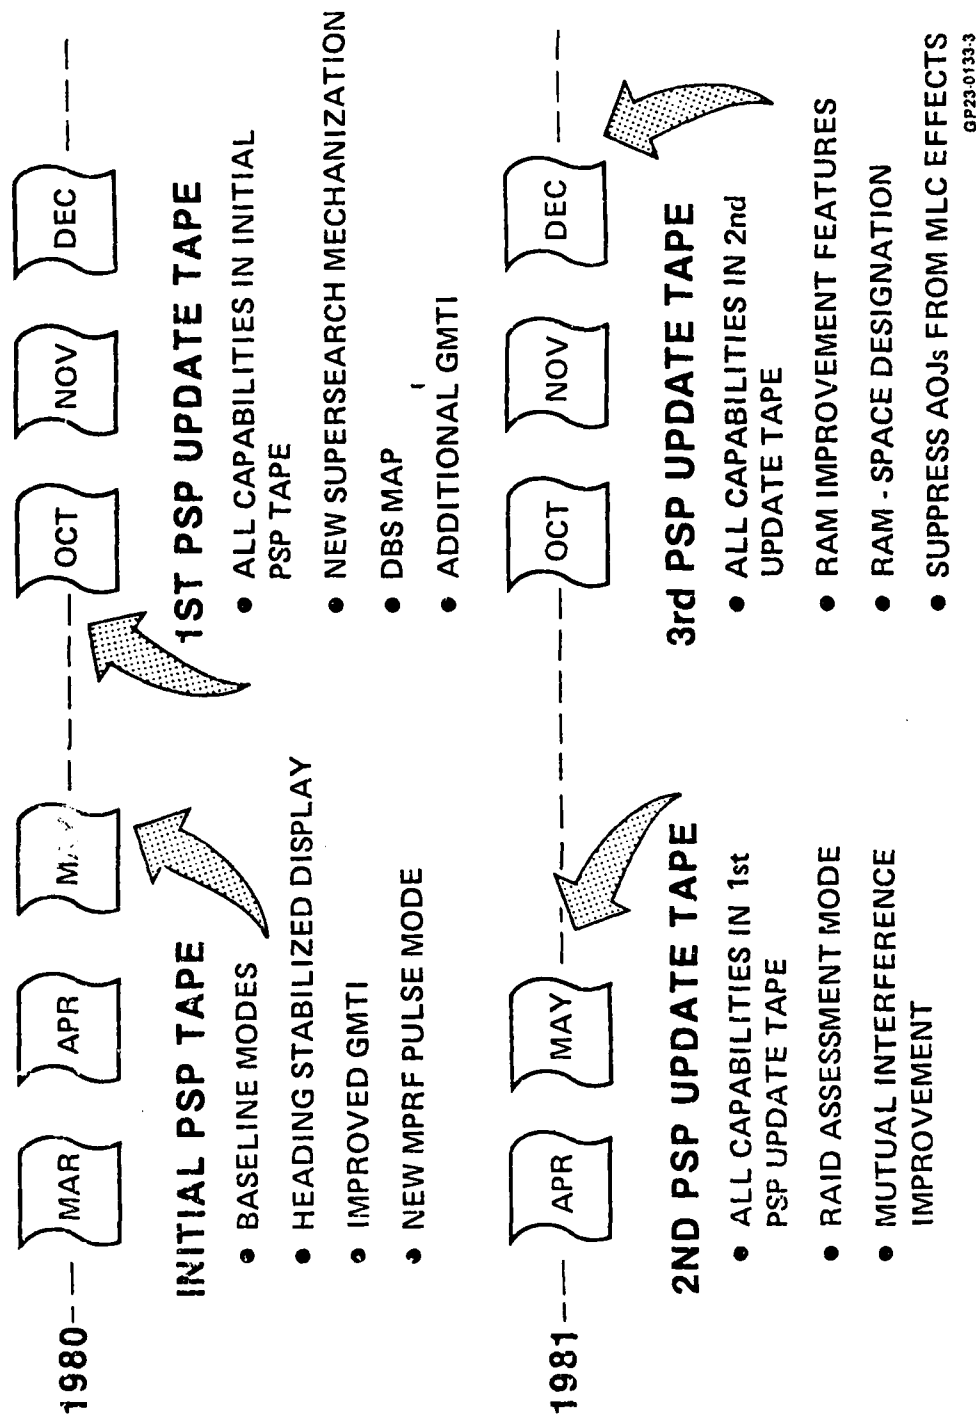 1980
MAR
APR
OCT
NOV
DEC
INITIAL PSP TAPE
● BASELINE MODES
● HEADING STABILIZED DISPLAY
● IMPROVED GMTI
● NEW MPRF PULSE MODE
1ST PSP UPDATE TAPE
● ALL CAPABILITIES IN INITIAL
PSP TAPE
● NEW SUPERSEARCH MECHANIZATION
● DBS MAP
● ADDITIONAL GMTI
1981
APR
MAY
OCT
NOV
DEC
2ND PSP UPDATE TAPE
● ALL CAPABILITIES IN 1st
PSP UPDATE TAPE
● RAID ASSESSMENT MODE
● MUTUAL INTERFERENCE
IMPROVEMENT
3rd PSP UPDATE TAPE
● ALL CAPABILITIES IN 2nd
UPDATE TAPE
● RAM IMPROVEMENT FEATURES
● RAM - SPACE DESIGNATION
● SUPPRESS AOJs FROM MLC EFFECTS
GP23-0133-3